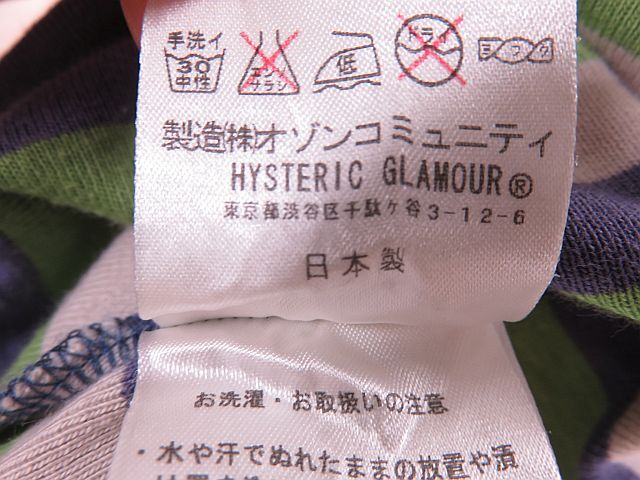 手洗イ
30
中性
エンソ
サラシ
低
ドライ
製造㈱オゾンコミュニティ
HYSTERIC GLAMOUR®
東京都渋谷区千駄ケ谷3-12-6
日本製
お洗濯・お取扱いの注意
・水や汗でぬれたままの放置や漬